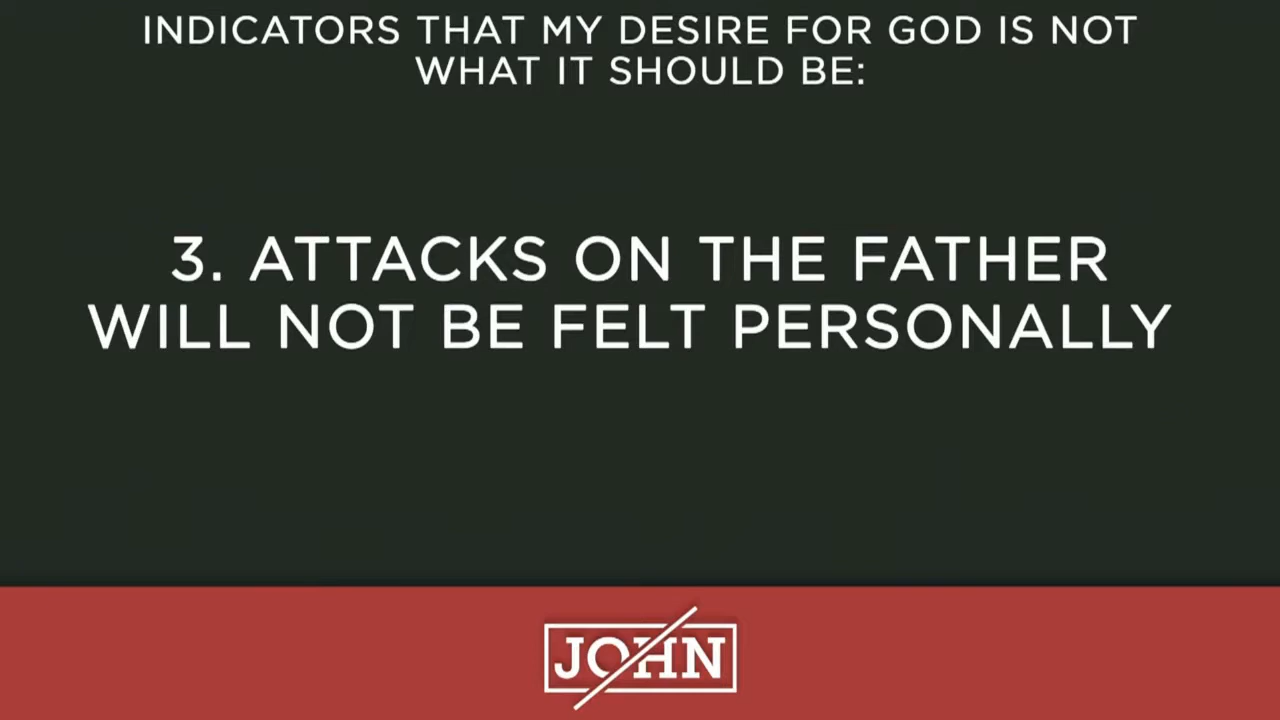 INDICATORS THAT MY DESIRE FOR GOD IS NOT
WHAT IT SHOULD BE:
3. ATTACKS ON THE FATHER
WILL NOT BE FELT PERSONALLY
JOHN